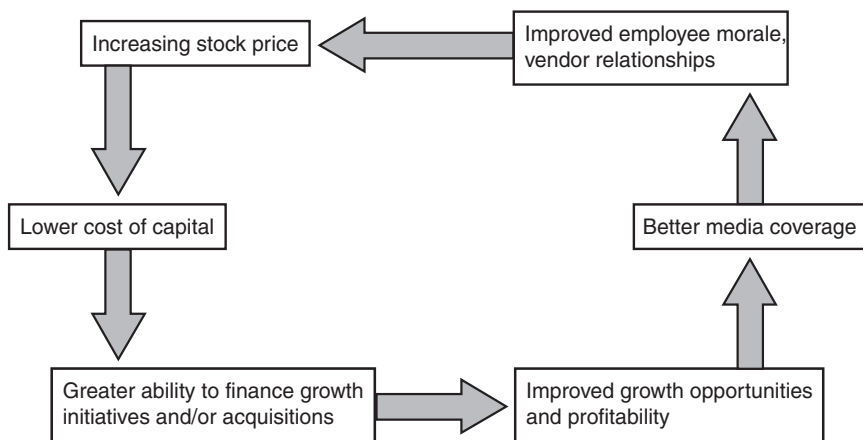 Increasing stock price
Improved employee morale,
vendor relationships
Lower cost of capital
Better media coverage
Greater ability to finance growth
initiatives and/or acquisitions
Improved growth opportunities
and profitability